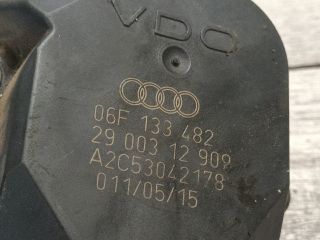 VDO
06F 133 482
29 003 12 909
A2C53042178
011/05/15